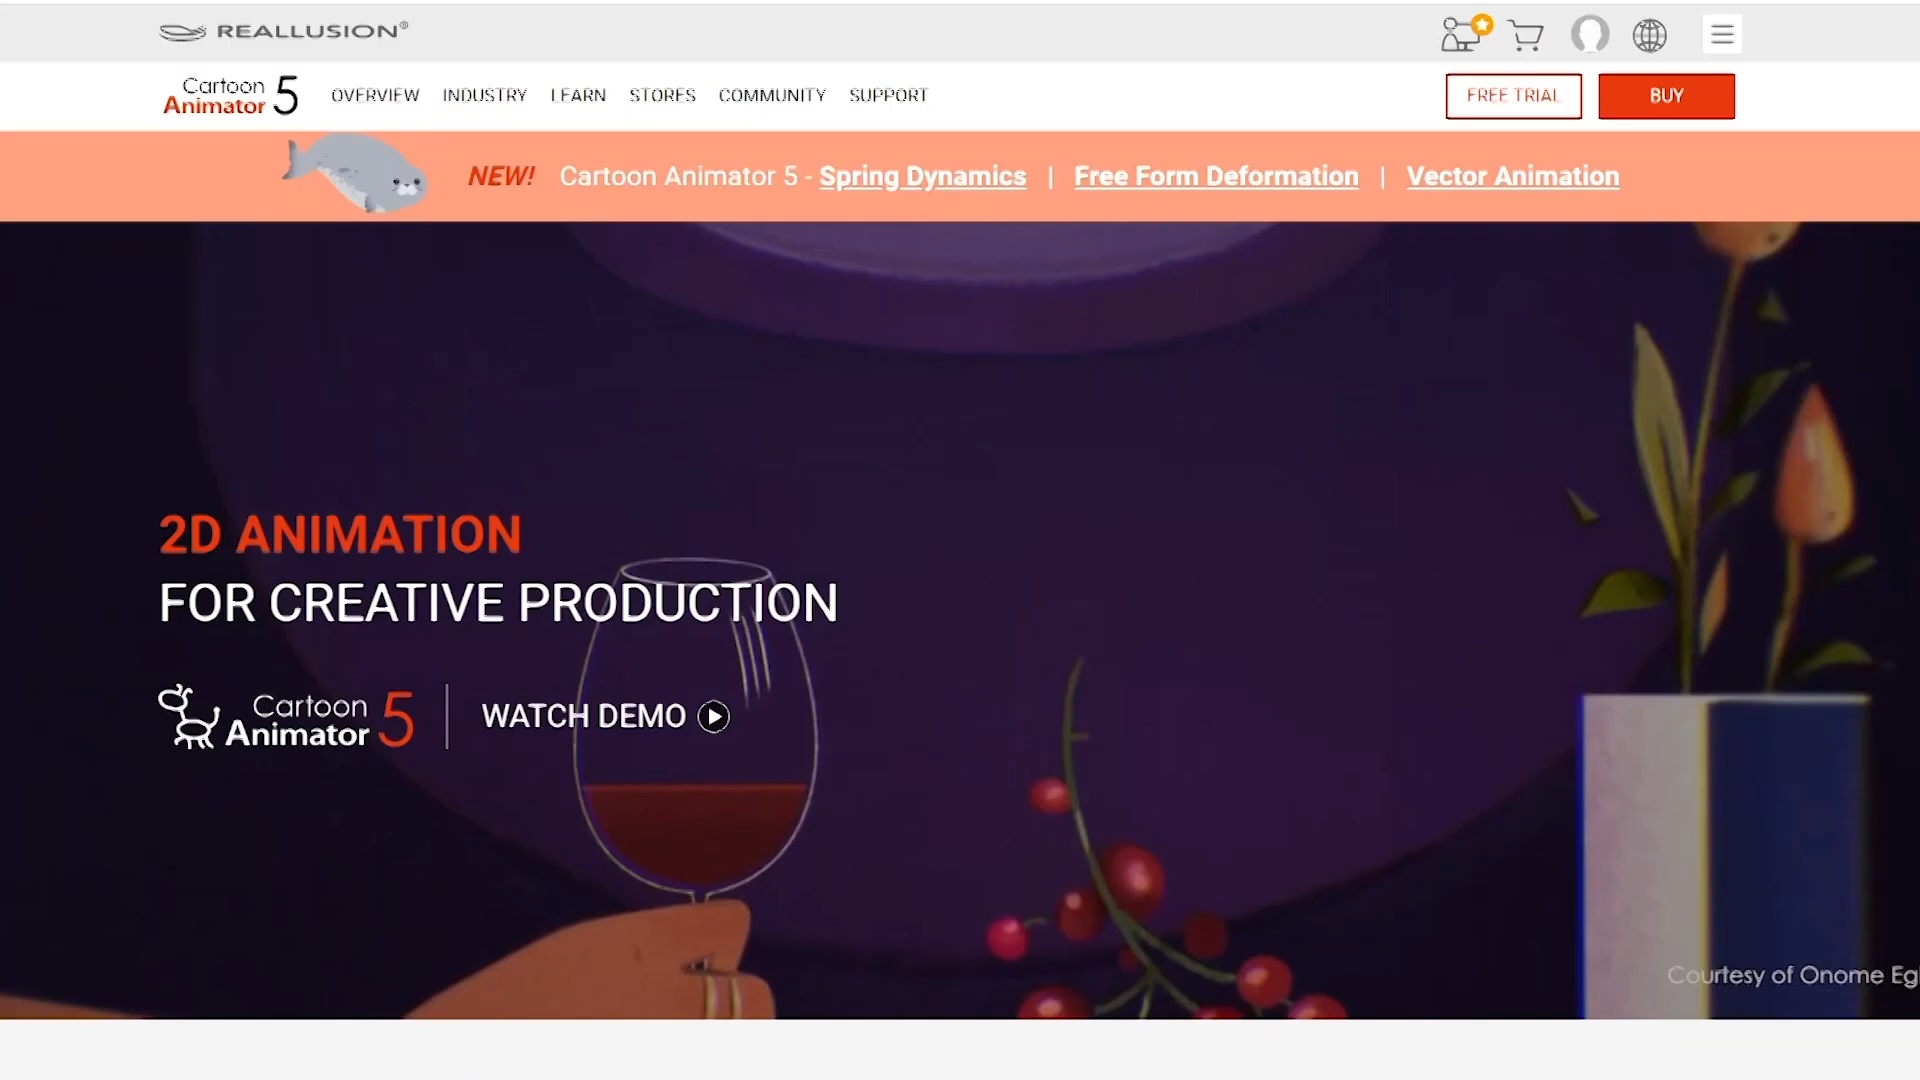 REALLUSION®
Cartoon Animator 5
OVERVIEW INDUSTRY LEARN STORES COMMUNITY SUPPORT
FREE TRIAL BUY
NEW! Cartoon Animator 5 - Spring Dynamics | Free Form Deformation | Vector Animation
2D ANIMATION
FOR CREATIVE PRODUCTION
Cartoon Animator 5 | WATCH DEMO
Courtesy of Onome